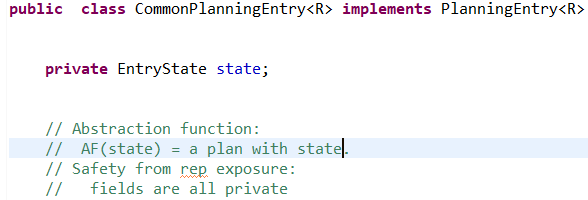 public  class CommonPlanningEntry<R> implements PlanningEntry<R>
private EntryState state;
// Abstraction function:
//  AF(state) = a plan with state.
// Safety from rep exposure:
//   fields are all private